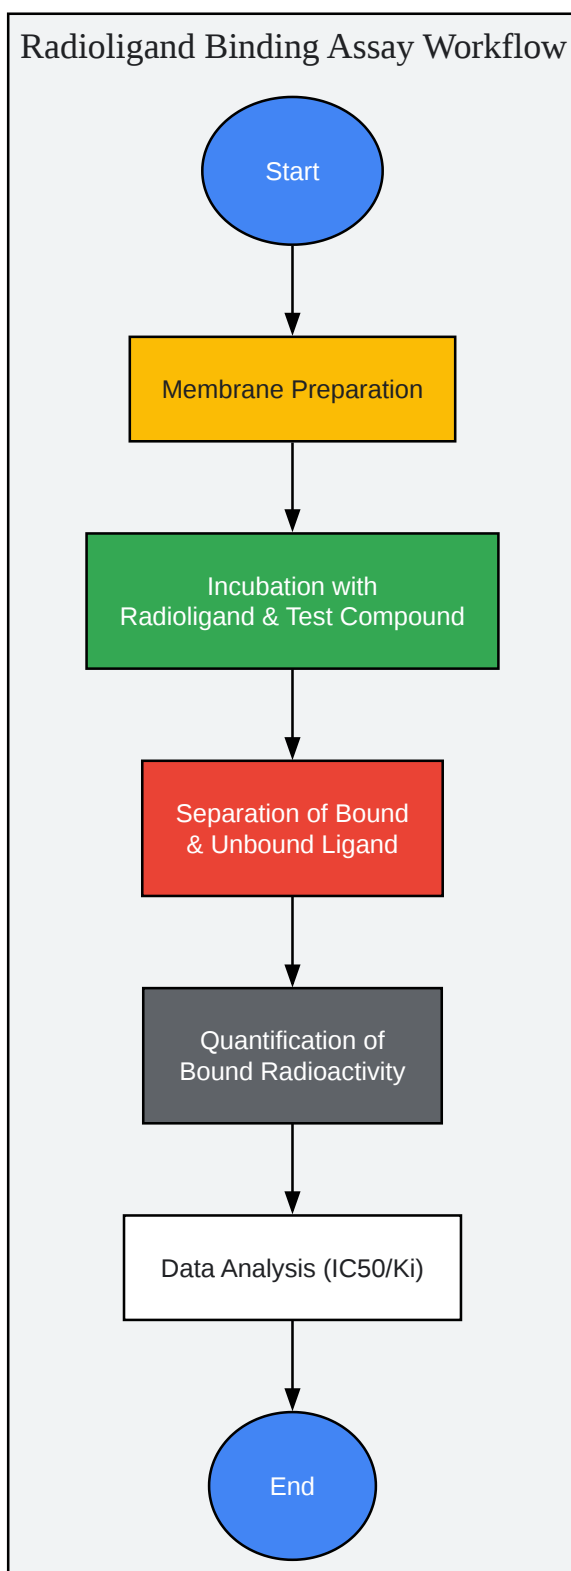 Radioligand Binding Assay Workflow
Start
Membrane Preparation
Incubation with
Radioligand & Test Compound
Separation of Bound
& Unbound Ligand
Quantification of
Bound Radioactivity
Data Analysis (IC50/Ki)
End